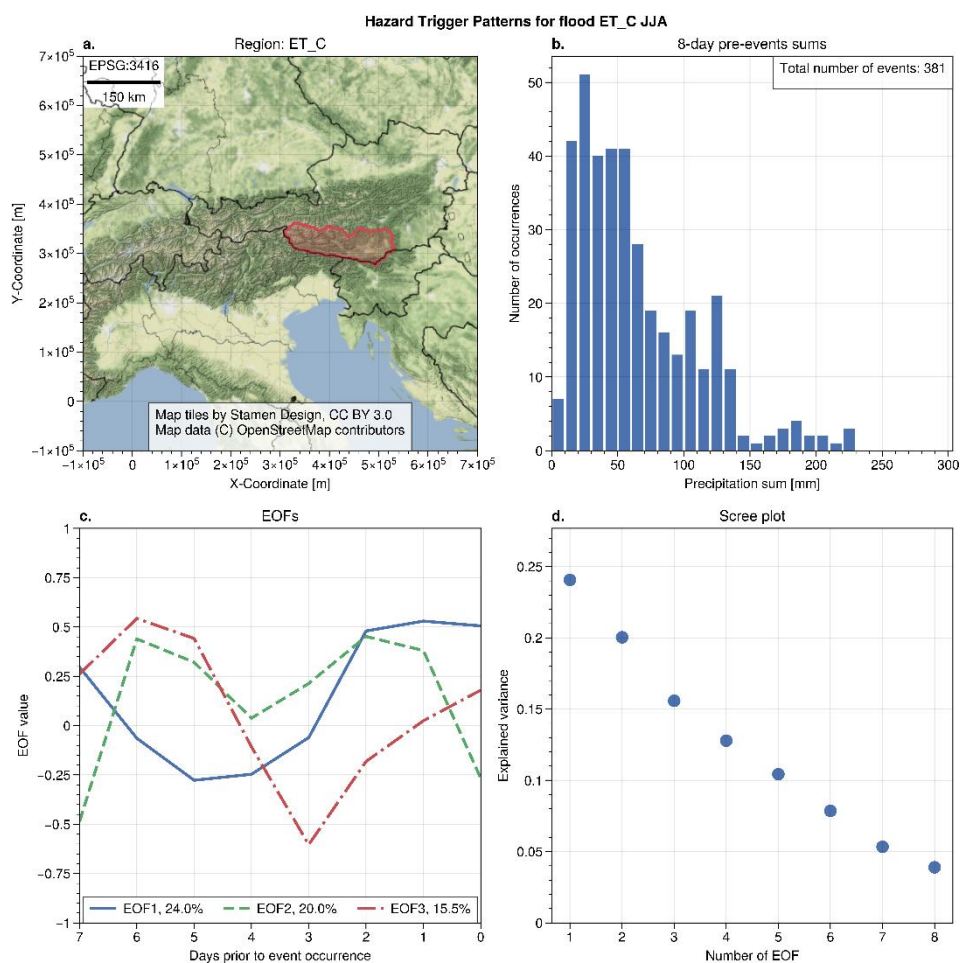 Hazard Trigger Patterns for flood ET_C JJA
a.
Region: ET_C
EPSG:3416
150 km
7×10⁵
6×10⁵
5×10⁵
4×10⁵
3×10⁵
2×10⁵
1×10⁵
0
−1×10⁵
Y-Coordinate [m]
Map tiles by Stamen Design, CC BY 3.0
Map data (C) OpenStreetMap contributors
−1×10⁵ 0 1×10⁵ 2×10⁵ 3×10⁵ 4×10⁵ 5×10⁵ 6×10⁵ 7×10⁵
X-Coordinate [m]
b.
8-day pre-events sums
Total number of events: 381
50
40
30
20
10
0
Number of occurrences
0 50 100 150 200 250 300
Precipitation sum [mm]
c.
EOFs
1
0.75
0.5
0.25
0
−0.25
−0.5
−0.75
−1
EOF value
EOF1, 24.0% EOF2, 20.0% EOF3, 15.5%
7 6 5 4 3 2 1 0
Days prior to event occurrence
d.
Scree plot
0.25
0.2
0.15
0.1
0.05
0
Explained variance
1 2 3 4 5 6 7 8
Number of EOF